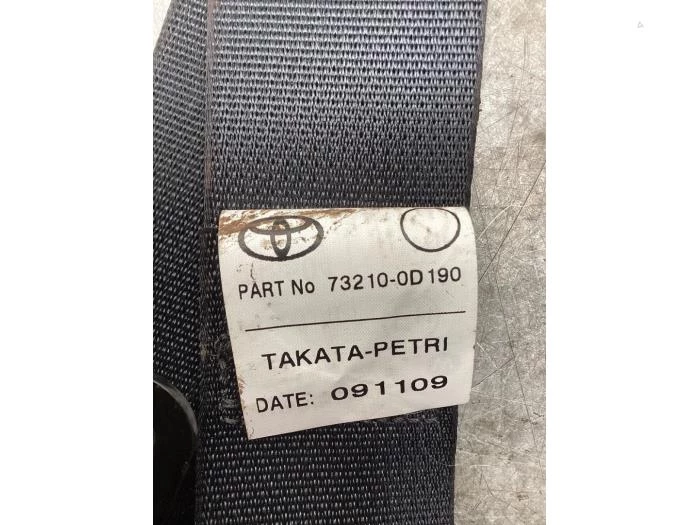 PART No 73210-0D190
TAKATA-PETRI
DATE: 091109